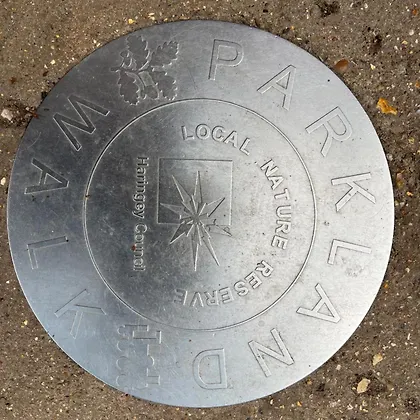 PARKLAND WALK
LOCAL NATURE RESERVE
Haringey Council